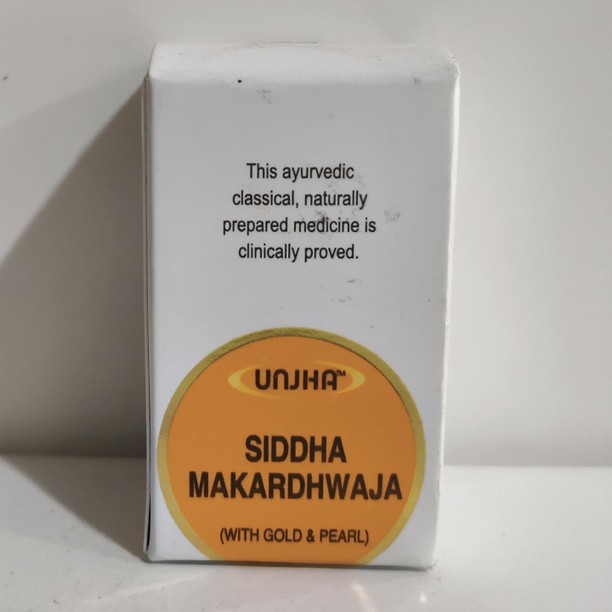 This ayurvedic
classical, naturally
prepared medicine is
clinically proved.
UNJHA™
SIDDHA
MAKARDHWAJA
(WITH GOLD & PEARL)